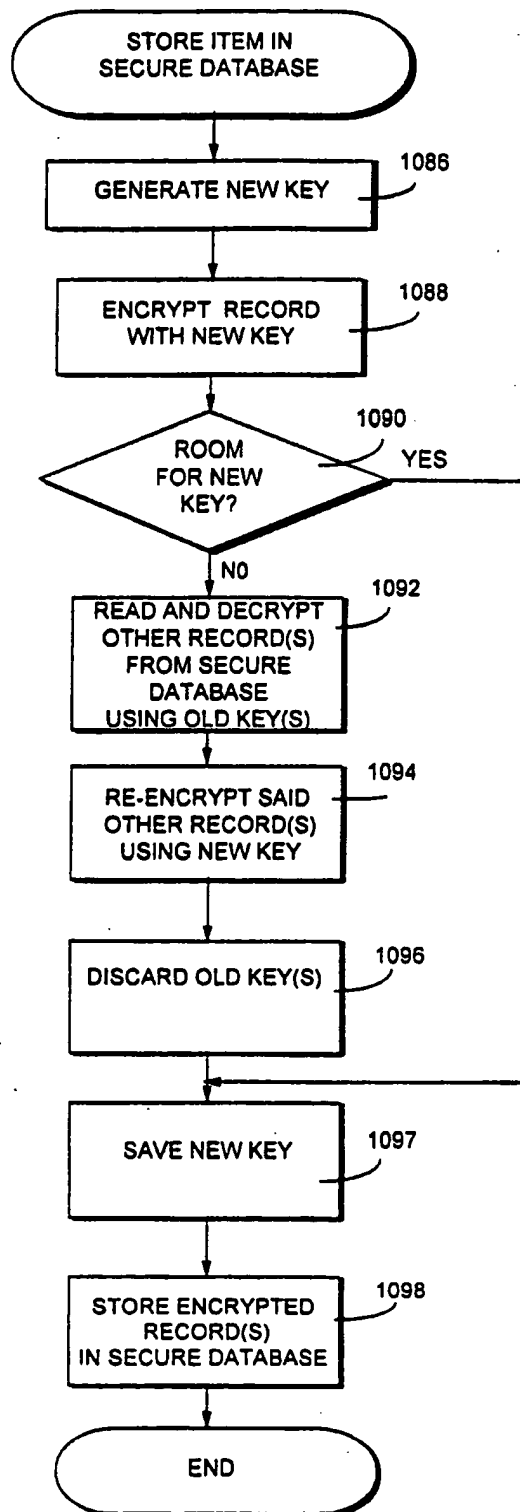 STORE ITEM IN
SECURE DATABASE
1086
GENERATE NEW KEY
1088
ENCRYPT RECORD
WITH NEW KEY
1090
ROOM
FOR NEW
KEY?
YES
NO
1092
READ AND DECRYPT
OTHER RECORD(S)
FROM SECURE
DATABASE
USING OLD KEY(S)
1094
RE-ENCRYPT SAID
OTHER RECORD(S)
USING NEW KEY
1096
DISCARD OLD KEY(S)
SAVE NEW KEY
1097
1098
STORE ENCRYPTED
RECORD(S)
IN SECURE DATABASE
END